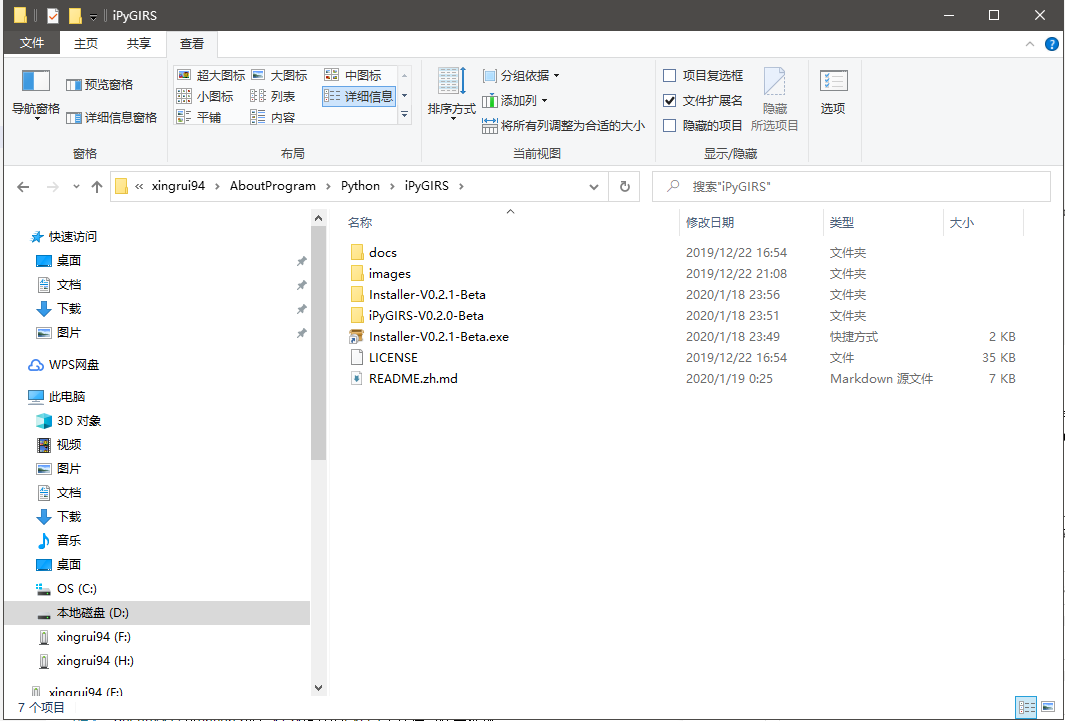 iPyGIRS
文件 主页 共享 查看
导航窗格 预览窗格 详细信息窗格
窗格
超大图标 大图标 中图标
小图标 列表 详细信息
平铺 内容
布局
排序方式 分组依据
添加列
将所有列调整为合适的大小
当前视图
项目复选框
文件扩展名
隐藏的项目
隐藏
所选项目
显示/隐藏
选项
« xingrui94 > AboutProgram > Python > iPyGIRS >
搜索"iPyGIRS"
快速访问
桌面
文档
下载
图片
WPS网盘
此电脑
3D 对象
视频
图片
文档
下载
音乐
桌面
OS (C:)
本地磁盘 (D:)
xingrui94 (F:)
xingrui94 (H:)
xingrui94 (F:)
名称 修改日期 类型 大小
docs 2019/12/22 16:54 文件夹
images 2019/12/22 21:08 文件夹
Installer-V0.2.1-Beta 2020/1/18 23:56 文件夹
iPyGIRS-V0.2.0-Beta 2020/1/18 23:51 文件夹
Installer-V0.2.1-Beta.exe 2020/1/18 23:49 快捷方式 2 KB
LICENSE 2019/12/22 16:54 文件 35 KB
README.zh.md 2020/1/19 0:25 Markdown 源文件 7 KB
7 个项目